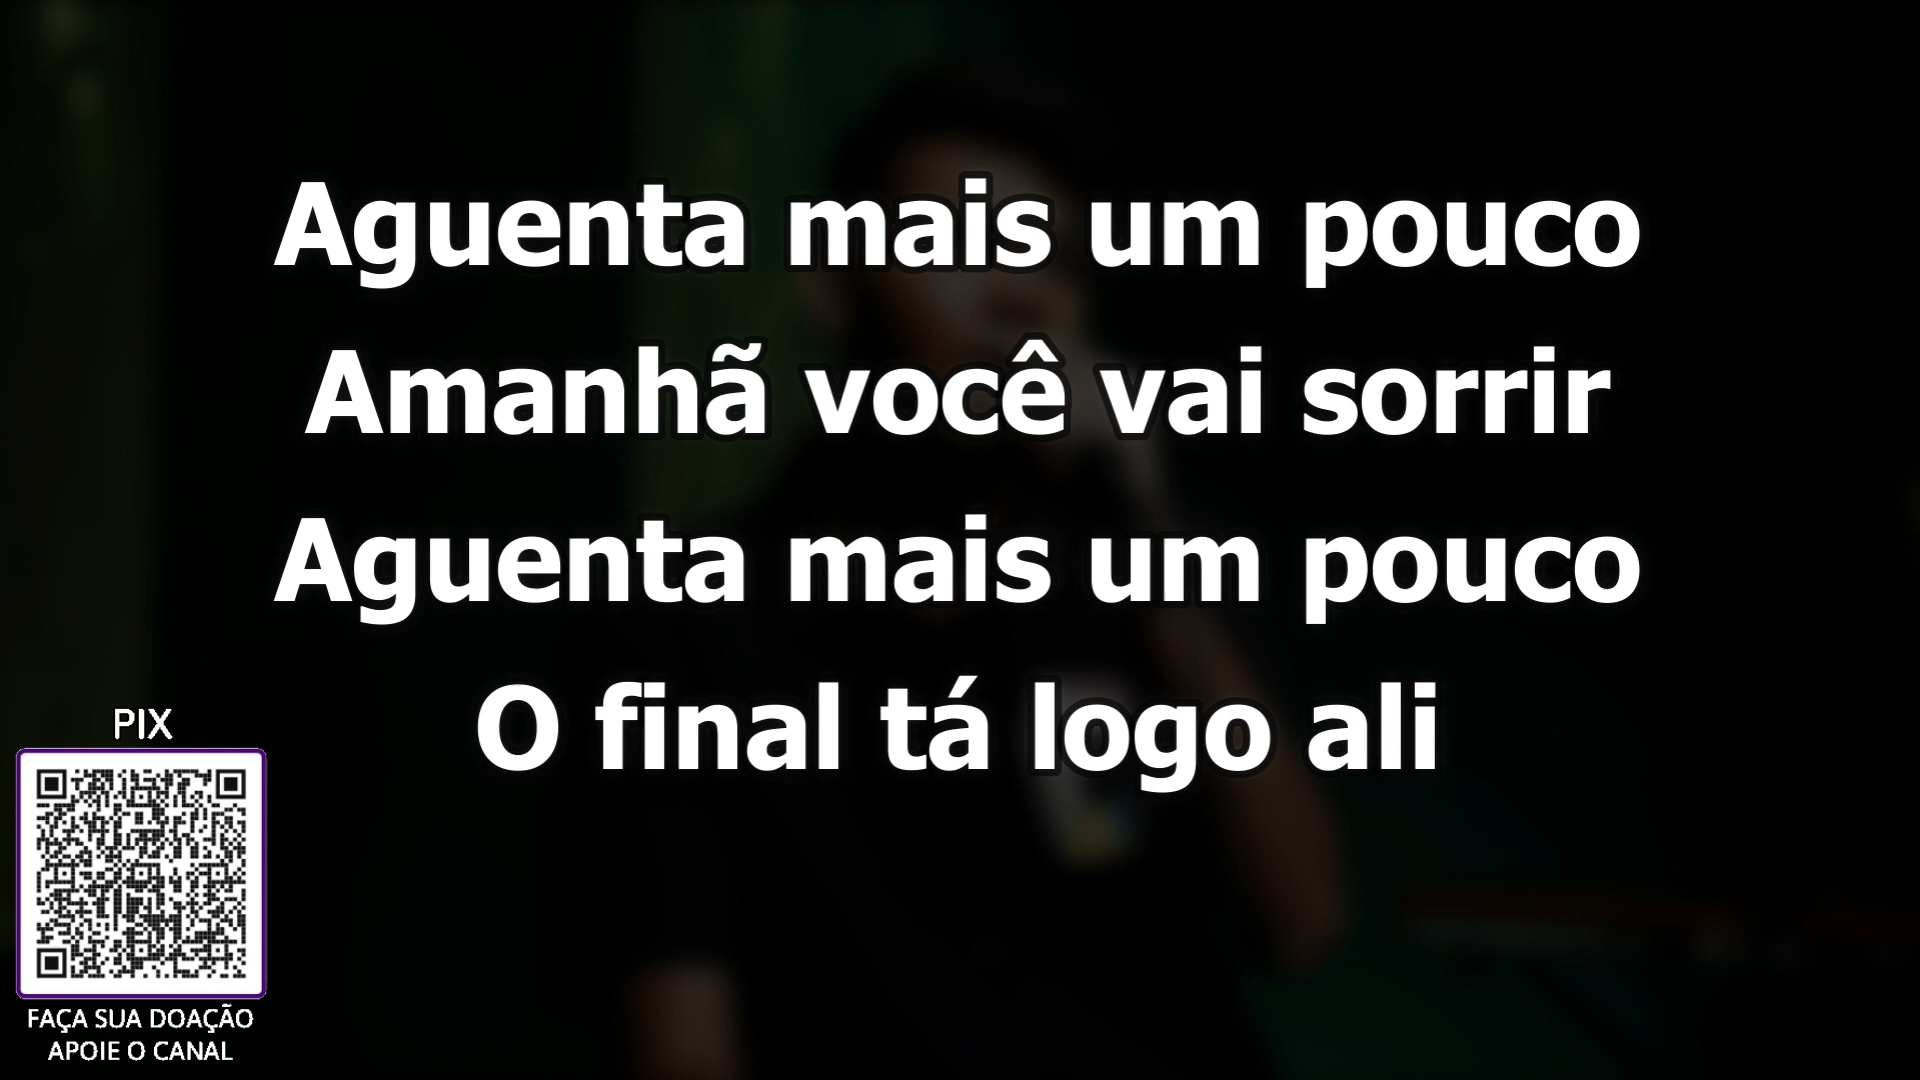 Aguenta mais um pouco
Amanhã você vai sorrir
Aguenta mais um pouco
O final tá logo ali
PIX
FAÇA SUA DOAÇÃO
APOIE O CANAL